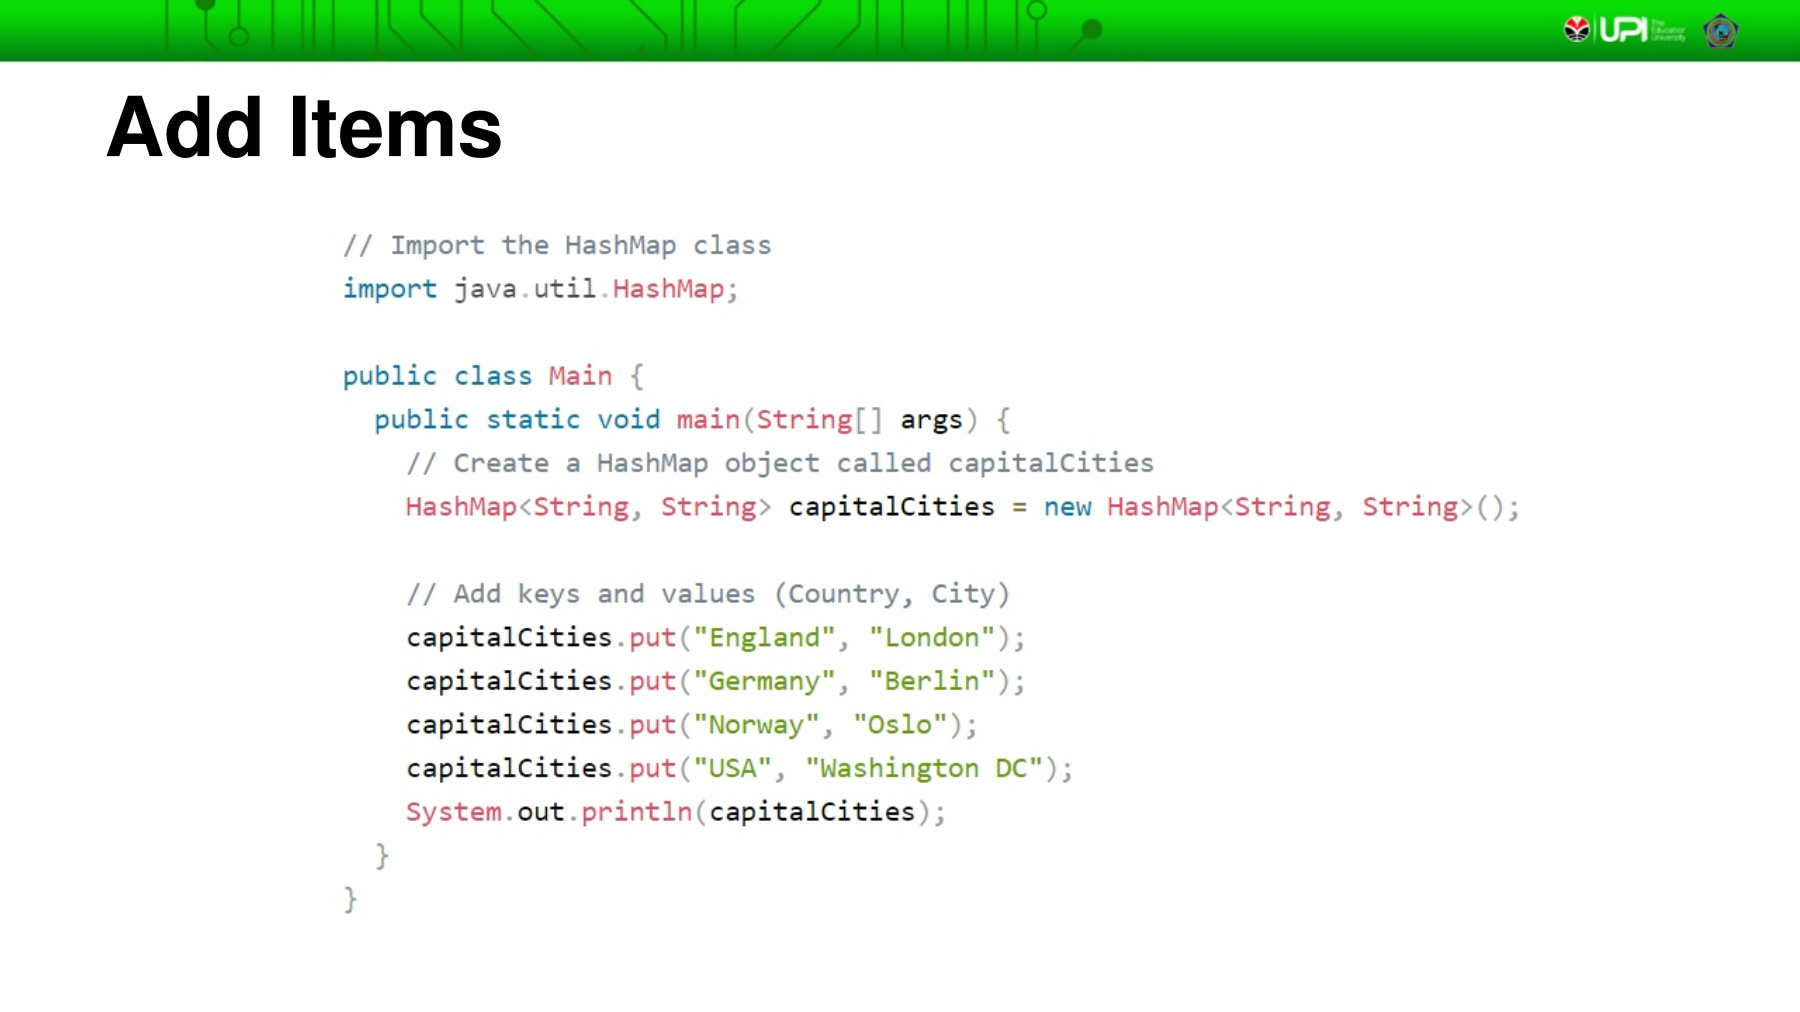 UPI The Education University
Add Items
// Import the HashMap class
import java.util.HashMap;
public class Main {
public static void main(String[] args) {
// Create a HashMap object called capitalCities
HashMap<String, String> capitalCities = new HashMap<String, String>();
// Add keys and values (Country, City)
capitalCities.put("England", "London");
capitalCities.put("Germany", "Berlin");
capitalCities.put("Norway", "Oslo");
capitalCities.put("USA", "Washington DC");
System.out.println(capitalCities);
}
}